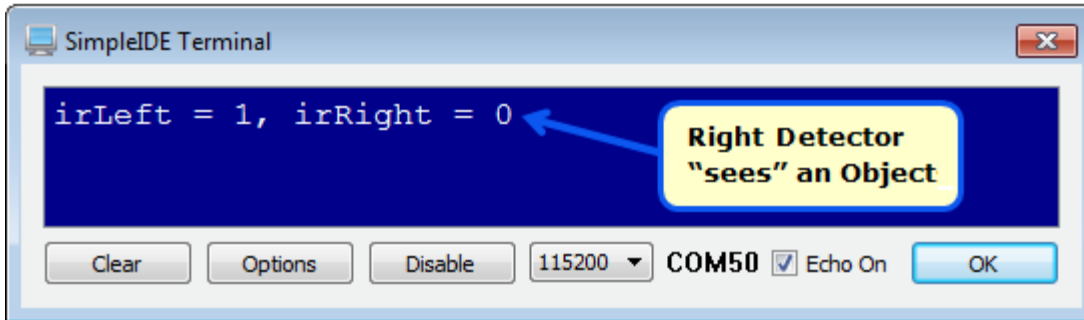 SimpleIDE Terminal
irLeft = 1, irRight = 0
Right Detector
“sees” an Object
Clear Options Disable 115200 COM50 Echo On OK